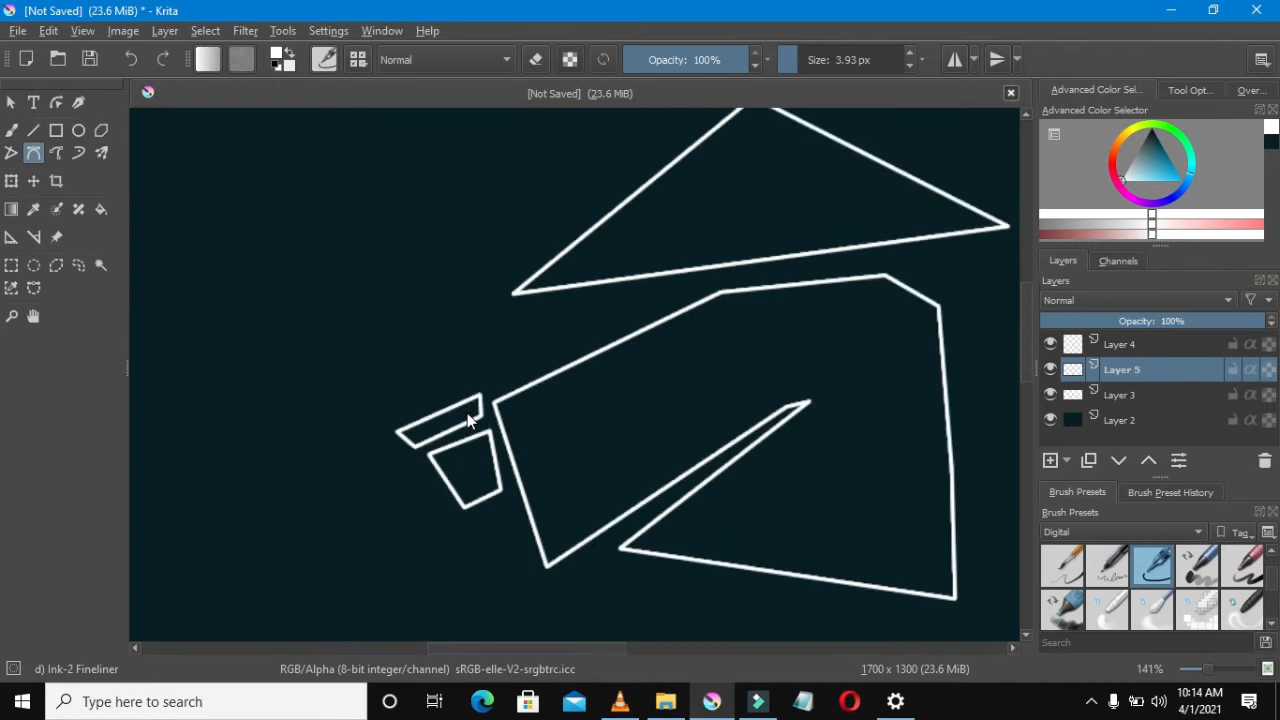 [Not Saved] (23.6 MiB) * - Krita
File Edit View Image Layer Select Filter Tools Settings Window Help
Normal Opacity: 100% Size: 3.93 px
[Not Saved] (23.6 MiB)
Advanced Color Sel... Tool Opt... Over...
Advanced Color Selector
Layers Channels
Layers
Normal
Opacity: 100%
Layer 4
Layer 5
Layer 3
Layer 2
Brush Presets Brush Preset History
Brush Presets
Digital Tag
Search
d) Ink-2 Fineliner RGB/Alpha (8-bit integer/channel) sRGB-elle-V2-srgbtrc.icc 1700 x 1300 (23.6 MiB) 141%
Type here to search
10:14 AM
4/1/2021